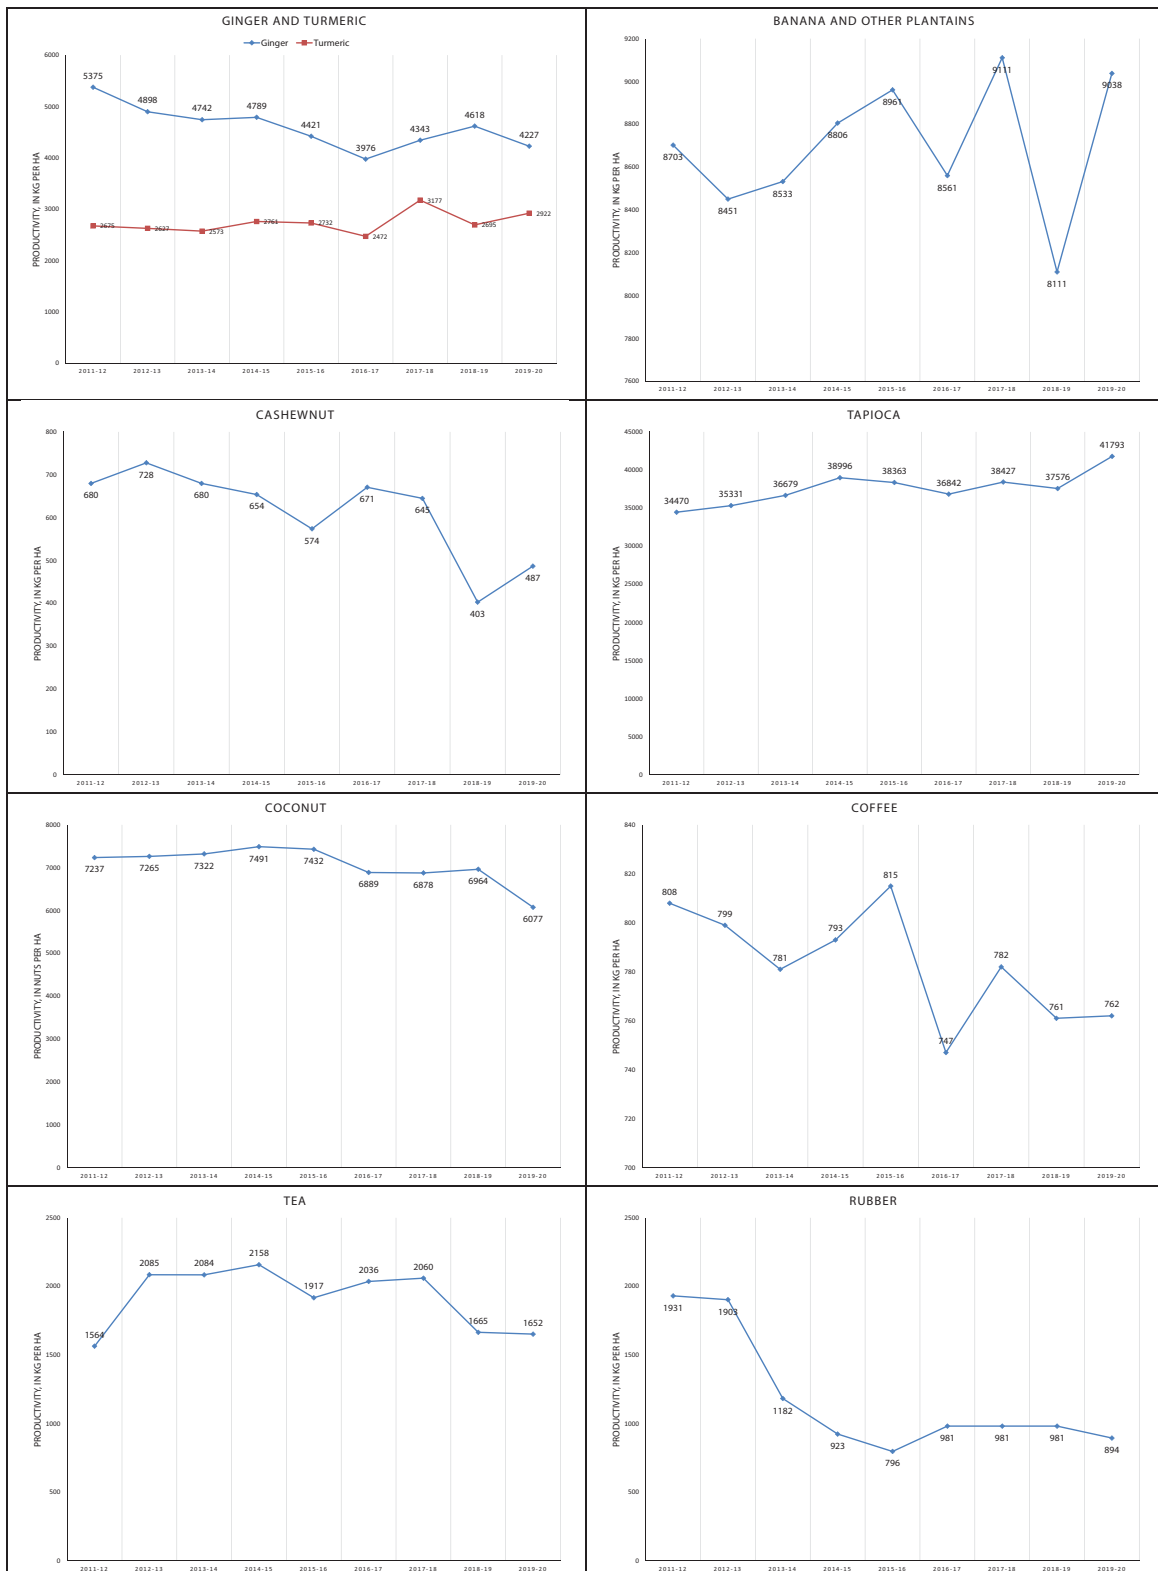 GINGER AND TURMERIC
Ginger Turmeric
PRODUCTIVITY, IN KG PER HA
6000
5000
4000
3000
2000
1000
0
5375 4898 4742 4789 4421 3976 4343 4618 4227
2675 2627 2573 2761 2732 2472 3177 2695 2922
2011-12 2012-13 2013-14 2014-15 2015-16 2016-17 2017-18 2018-19 2019-20
BANANA AND OTHER PLANTAINS
PRODUCTIVITY, IN KG PER HA
9200
9000
8800
8600
8400
8200
8000
7800
7600
8703 8451 8533 8806 8961 8561 9111 8111 9038
2011-12 2012-13 2013-14 2014-15 2015-16 2016-17 2017-18 2018-19 2019-20
CASHEWNUT
PRODUCTIVITY, IN KG PER HA
800
700
600
500
400
300
200
100
0
680 728 680 654 574 671 645 403 487
2011-12 2012-13 2013-14 2014-15 2015-16 2016-17 2017-18 2018-19 2019-20
TAPIOCA
PRODUCTIVITY, IN KG PER HA
45000
40000
35000
30000
25000
20000
15000
10000
5000
0
34470 35331 36679 38996 38363 36842 38427 37576 41793
2011-12 2012-13 2013-14 2014-15 2015-16 2016-17 2017-18 2018-19 2019-20
COCONUT
PRODUCTIVITY, IN NUTS PER HA
8000
7000
6000
5000
4000
3000
2000
1000
0
7237 7265 7322 7491 7432 6889 6878 6964 6077
2011-12 2012-13 2013-14 2014-15 2015-16 2016-17 2017-18 2018-19 2019-20
COFFEE
PRODUCTIVITY, IN KG PER HA
840
820
800
780
760
740
720
700
808 799 781 793 815 747 782 761 762
2011-12 2012-13 2013-14 2014-15 2015-16 2016-17 2017-18 2018-19 2019-20
TEA
PRODUCTIVITY, IN KG PER HA
2500
2000
1500
1000
500
0
1564 2085 2084 2158 1917 2036 2060 1665 1652
2011-12 2012-13 2013-14 2014-15 2015-16 2016-17 2017-18 2018-19 2019-20
RUBBER
PRODUCTIVITY, IN KG PER HA
2500
2000
1500
1000
500
0
1931 1903 1182 923 796 981 981 981 894
2011-12 2012-13 2013-14 2014-15 2015-16 2016-17 2017-18 2018-19 2019-20